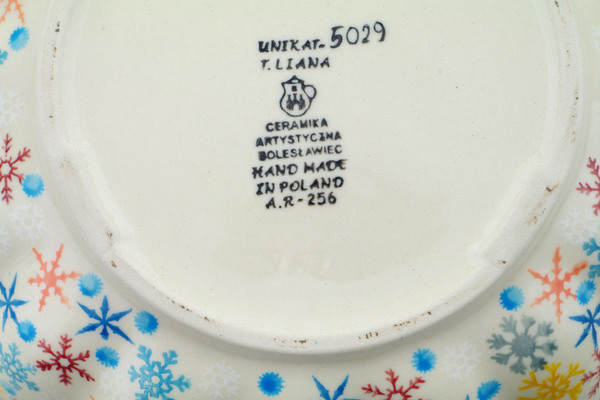 UNIKAT-5029
T. LIANA
CERAMIKA
ARTYSTYCZNA
BOLESŁAWIEC
HAND MADE
IN POLAND
A.R-256